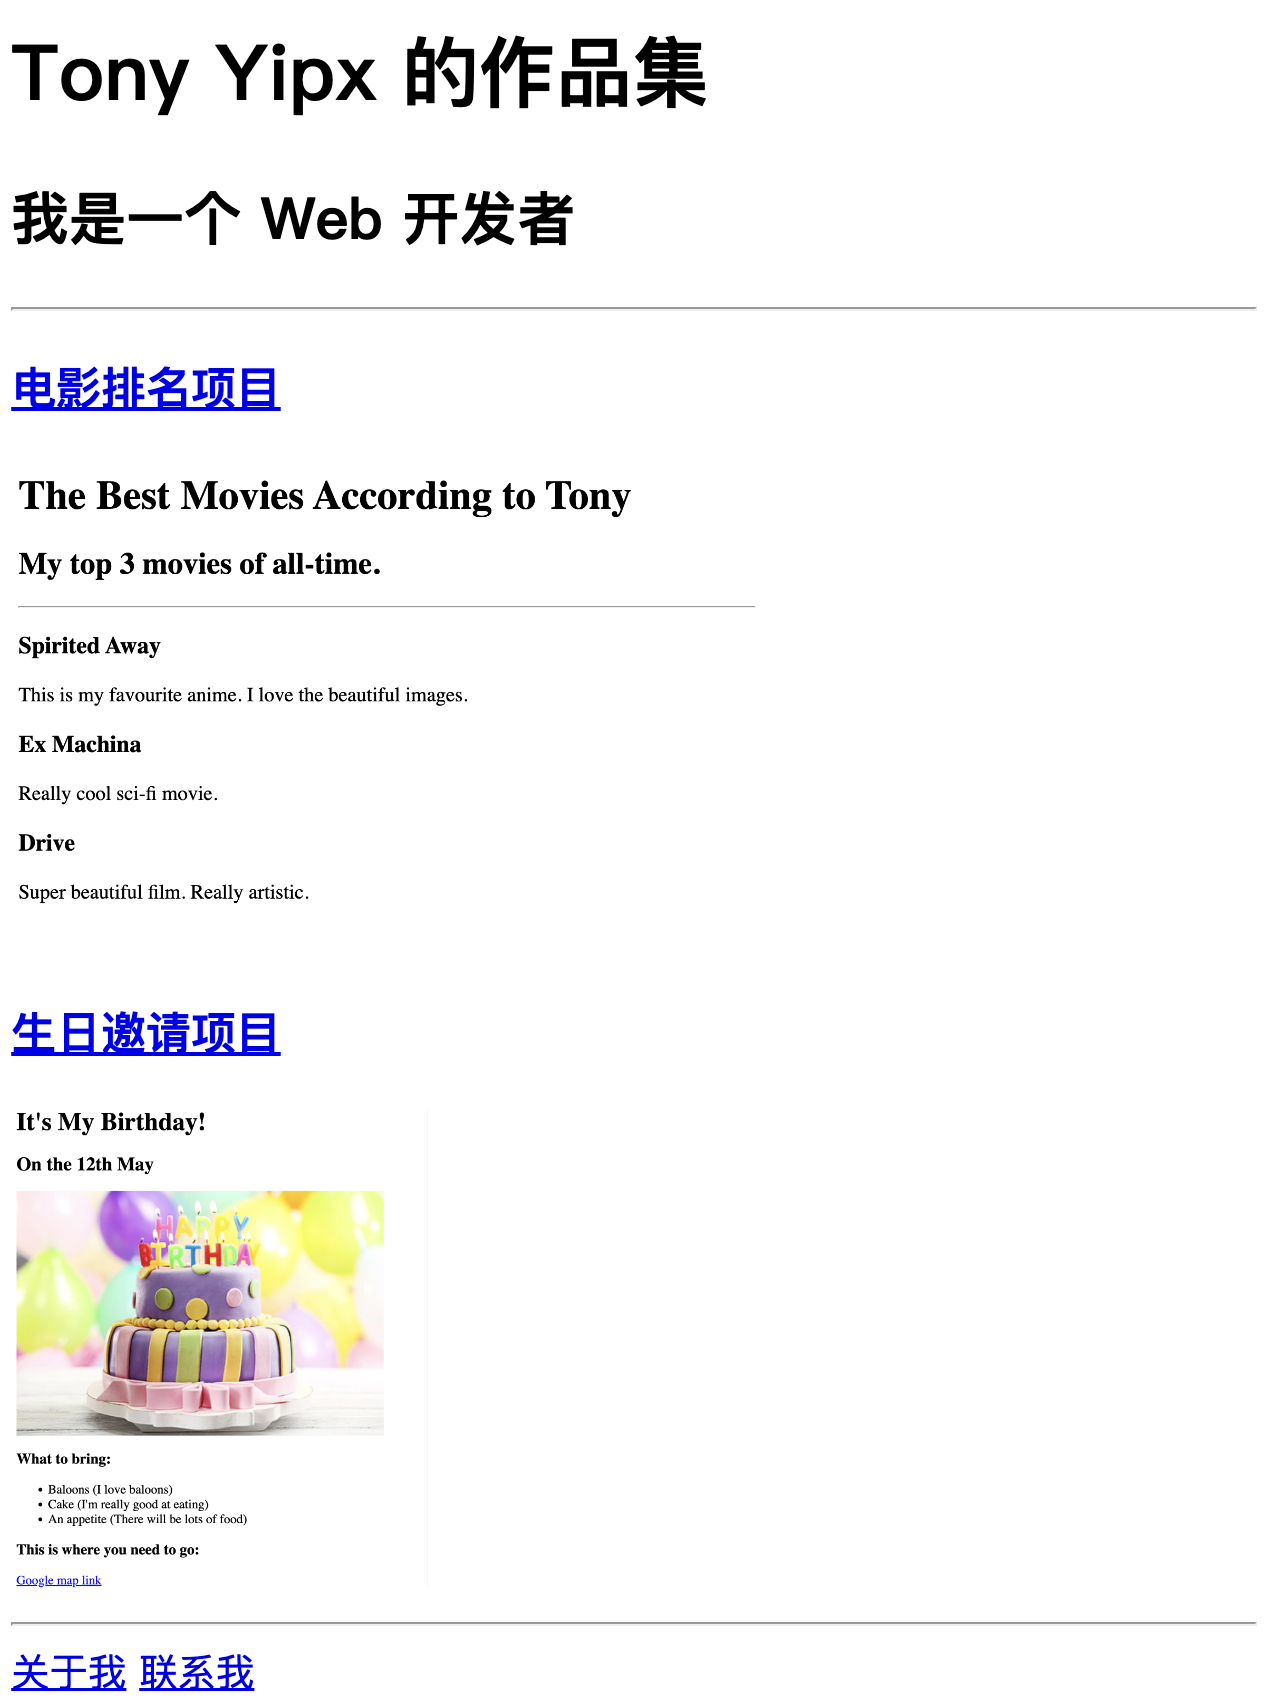 Tony Yipx 的作品集
我是一个 Web 开发者
电影排名项目
The Best Movies According to Tony
My top 3 movies of all-time.
Spirited Away
This is my favourite anime. I love the beautiful images.
Ex Machina
Really cool sci-fi movie.
Drive
Super beautiful film. Really artistic.
生日邀请项目
It's My Birthday!
On the 12th May
HAPPY
BIRTHDAY
What to bring:
• Baloons (I love baloons)
• Cake (I'm really good at eating)
• An appetite (There will be lots of food)
This is where you need to go:
Google map link
关于我 联系我